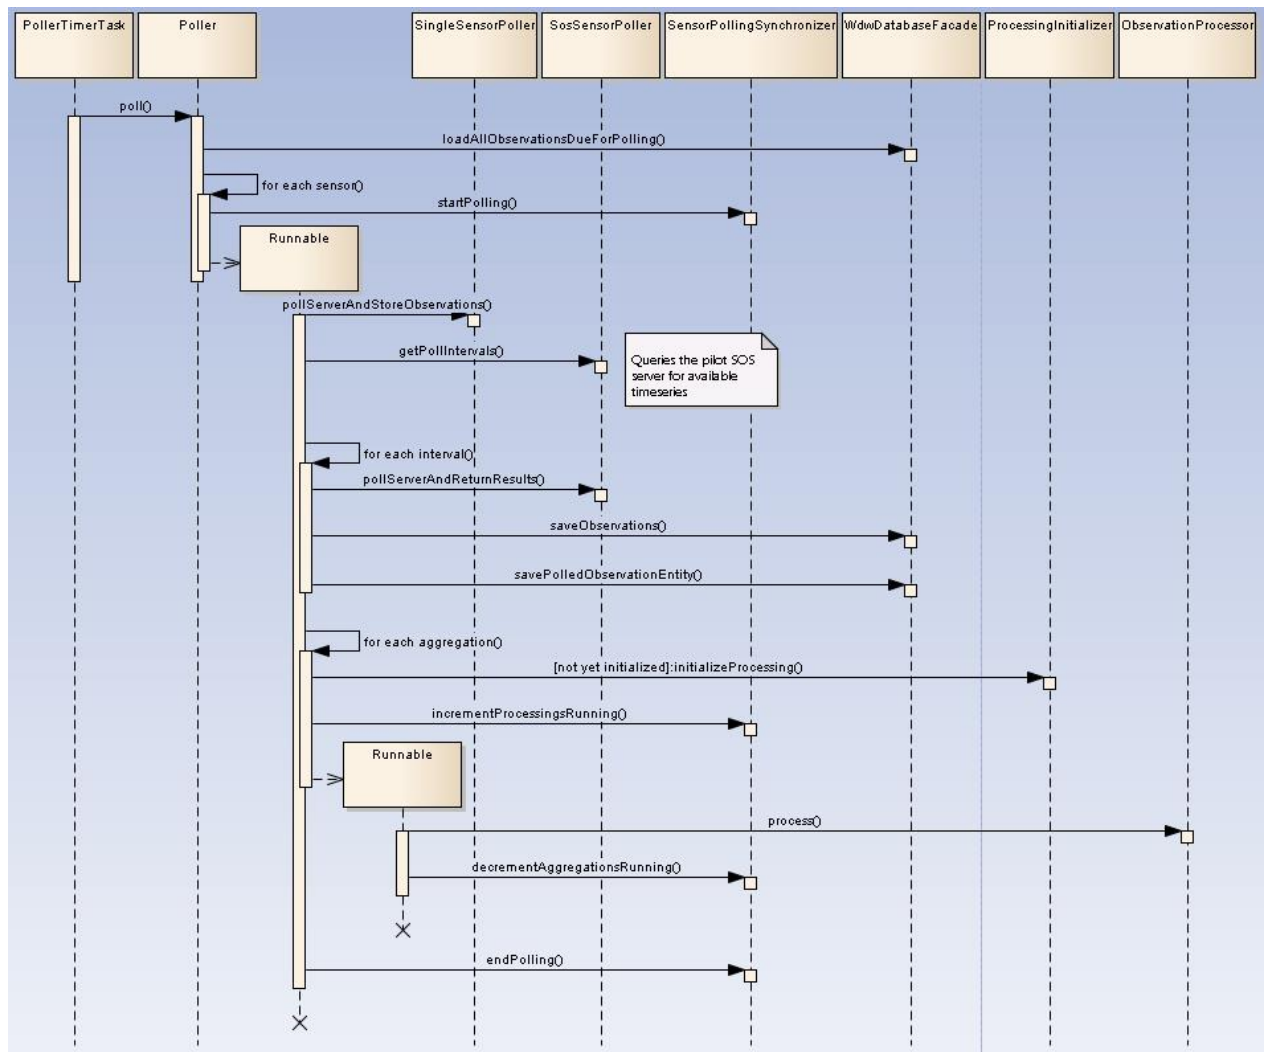 PollerTimerTask
Poller
SingleSensorPoller
SosSensorPoller
SensorPollingSynchronizer
WdwDatabaseFacade
ProcessingInitializer
ObservationProcessor
poll()
loadAllObservationsDueForPolling()
for each sensor()
startPolling()
Runnable
pollServerAndStoreObservations()
getPollIntervals()
Queries the pilot SOS
server for available
timeseries
for each interval()
pollServerAndReturnResults()
saveObservations()
savePolledObservationEntity()
for each aggregation()
[not yet initialized]:initializeProcessing()
incrementProcessingsRunning()
Runnable
process()
decrementAggregationsRunning()
endPolling()